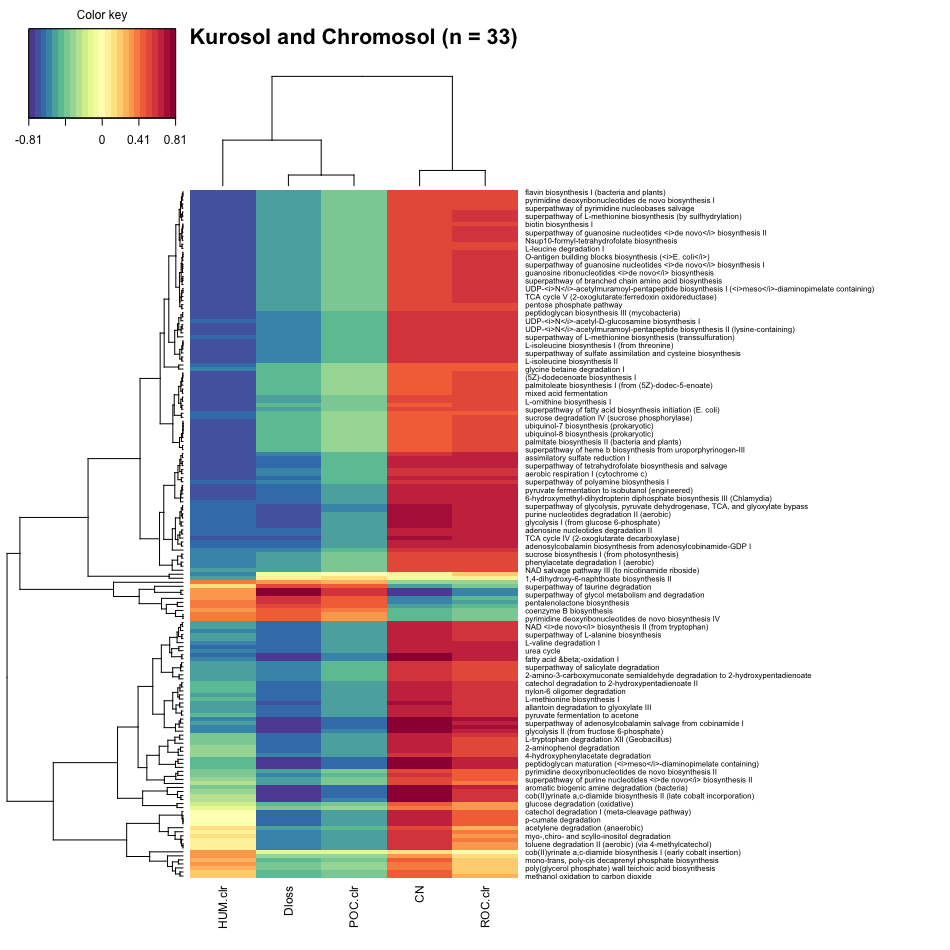 Color key
Kurosol and Chromosol (n = 33)
-0.81 0 0.41 0.81
flavin biosynthesis I (bacteria and plants)
pyrimidine deoxyribonucleotides de novo biosynthesis I
superpathway of pyrimidine nucleobases salvage
superpathway of L-methionine biosynthesis (by sulfhydrylation)
biotin biosynthesis I
superpathway of guanosine nucleotides <i>de novo</i> biosynthesis II
Nsup10-formyl-tetrahydrofolate biosynthesis
L-leucine degradation I
O-antigen building blocks biosynthesis (<i>E. coli</i>)
superpathway of guanosine nucleotides <i>de novo</i> biosynthesis I
guanosine ribonucleotides <i>de novo</i> biosynthesis
superpathway of branched chain amino acid biosynthesis
UDP-<i>N</i>-acetylmuramoyl-pentapeptide biosynthesis I (<i>meso</i>-diaminopimelate containing)
TCA cycle V (2-oxoglutarate:ferredoxin oxidoreductase)
pentose phosphate pathway
peptidoglycan biosynthesis III (mycobacteria)
UDP-<i>N</i>-acetyl-D-glucosamine biosynthesis I
UDP-<i>N</i>-acetylmuramoyl-pentapeptide biosynthesis II (lysine-containing)
superpathway of L-methionine biosynthesis (transsulfuration)
L-isoleucine biosynthesis I (from threonine)
superpathway of sulfate assimilation and cysteine biosynthesis
L-isoleucine biosynthesis II
glycine betaine degradation I
(5Z)-dodecenoate biosynthesis I
palmitoleate biosynthesis I (from (5Z)-dodec-5-enoate)
mixed acid fermentation
L-ornithine biosynthesis I
superpathway of fatty acid biosynthesis initiation (E. coli)
sucrose degradation IV (sucrose phosphorylase)
ubiquinol-7 biosynthesis (prokaryotic)
ubiquinol-8 biosynthesis (prokaryotic)
palmitate biosynthesis II (bacteria and plants)
superpathway of heme b biosynthesis from uroporphyrinogen-III
assimilatory sulfate reduction I
superpathway of tetrahydrofolate biosynthesis and salvage
aerobic respiration I (cytochrome c)
superpathway of polyamine biosynthesis I
pyruvate fermentation to isobutanol (engineered)
6-hydroxymethyl-dihydropterin diphosphate biosynthesis III (Chlamydia)
superpathway of glycolysis, pyruvate dehydrogenase, TCA, and glyoxylate bypass
purine nucleotides degradation II (aerobic)
glycolysis I (from glucose 6-phosphate)
adenosine nucleotides degradation II
TCA cycle IV (2-oxoglutarate decarboxylase)
adenosylcobalamin biosynthesis from adenosylcobinamide-GDP I
sucrose biosynthesis I (from photosynthesis)
phenylacetate degradation I (aerobic)
NAD salvage pathway III (to nicotinamide riboside)
1,4-dihydroxy-6-naphthoate biosynthesis II
superpathway of taurine degradation
superpathway of glycol metabolism and degradation
pentalenolactone biosynthesis
coenzyme B biosynthesis
pyrimidine deoxyribonucleotides de novo biosynthesis IV
NAD <i>de novo</i> biosynthesis II (from tryptophan)
superpathway of L-alanine biosynthesis
L-valine degradation I
urea cycle
fatty acid &beta;-oxidation I
superpathway of salicylate degradation
2-amino-3-carboxymuconate semialdehyde degradation to 2-hydroxypentadienoate
catechol degradation to 2-hydroxypentadienoate II
nylon-6 oligomer degradation
L-methionine biosynthesis I
allantoin degradation to glyoxylate III
pyruvate fermentation to acetone
superpathway of adenosylcobalamin salvage from cobinamide I
glycolysis II (from fructose 6-phosphate)
L-tryptophan degradation XII (Geobacillus)
2-aminophenol degradation
4-hydroxyphenylacetate degradation
peptidoglycan maturation (<i>meso</i>-diaminopimelate containing)
pyrimidine deoxyribonucleotides de novo biosynthesis II
superpathway of purine nucleotides <i>de novo</i> biosynthesis II
aromatic biogenic amine degradation (bacteria)
cob(II)yrinate a,c-diamide biosynthesis II (late cobalt incorporation)
glucose degradation (oxidative)
catechol degradation I (meta-cleavage pathway)
p-cumate degradation
acetylene degradation (anaerobic)
myo-,chiro- and scyllo-inositol degradation
toluene degradation II (aerobic) (via 4-methylcatechol)
cob(II)yrinate a,c-diamide biosynthesis I (early cobalt insertion)
mono-trans, poly-cis decaprenyl phosphate biosynthesis
poly(glycerol phosphate) wall teichoic acid biosynthesis
methanol oxidation to carbon dioxide
HUM.clr
Dloss
POC.clr
CN
ROC.clr